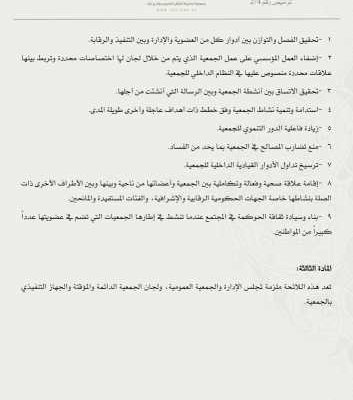 ترخيص رقم
١ -تحقيق الفصل والتوازن بين أدوار كل من العضوية والإدارة وبين التنفيذ والرقابة.
٢ -إضفاء العمل المؤسسي على عمل الجمعية الذي يتم من خلال لجان لها اختصاصات محددة وتربط بينها
علاقات محددة منصوص عليها في النظام الداخلي للجمعية.
٣ -تحقيق الاتساق بين أنشطة الجمعية وبين الرسالة التي أنشئت من أجلها.
٤ -استدامة وتنمية نشاط الجمعية وفق خطط ذات أهداف عاجلة وأخرى طويلة المدى.
٥ -زيادة فاعلية الدور التنموي للجمعية.
٦ -منع تضارب المصالح في الجمعية بما يحد من الفساد.
٧ -ترسيخ تداول الأدوار القيادية الداخلية للجمعية.
٨ -إقامة علاقة صحية وفعالة وتكاملية بين الجمعية وأعضائها من ناحية وبينها وبين الأطراف الأخرى ذات
الصلة بنشاطها خاصة الجهات الحكومية الرقابية والإشرافية، والفئات المستفيدة والمانحين.
٩ -بناء وسيادة ثقافة الحوكمة في المجتمع عندما تنشط في إطارها الجمعيات التي تضم في عضويتها عدداً
كبيراً من المواطنين.
المادة الثالثة:
تعد هذه اللائحة ملزمة لمجلس الإدارة والجمعية العمومية، ولجان الجمعية الدائمة والمؤقتة والجهاز التنفيذي
بالجمعية.